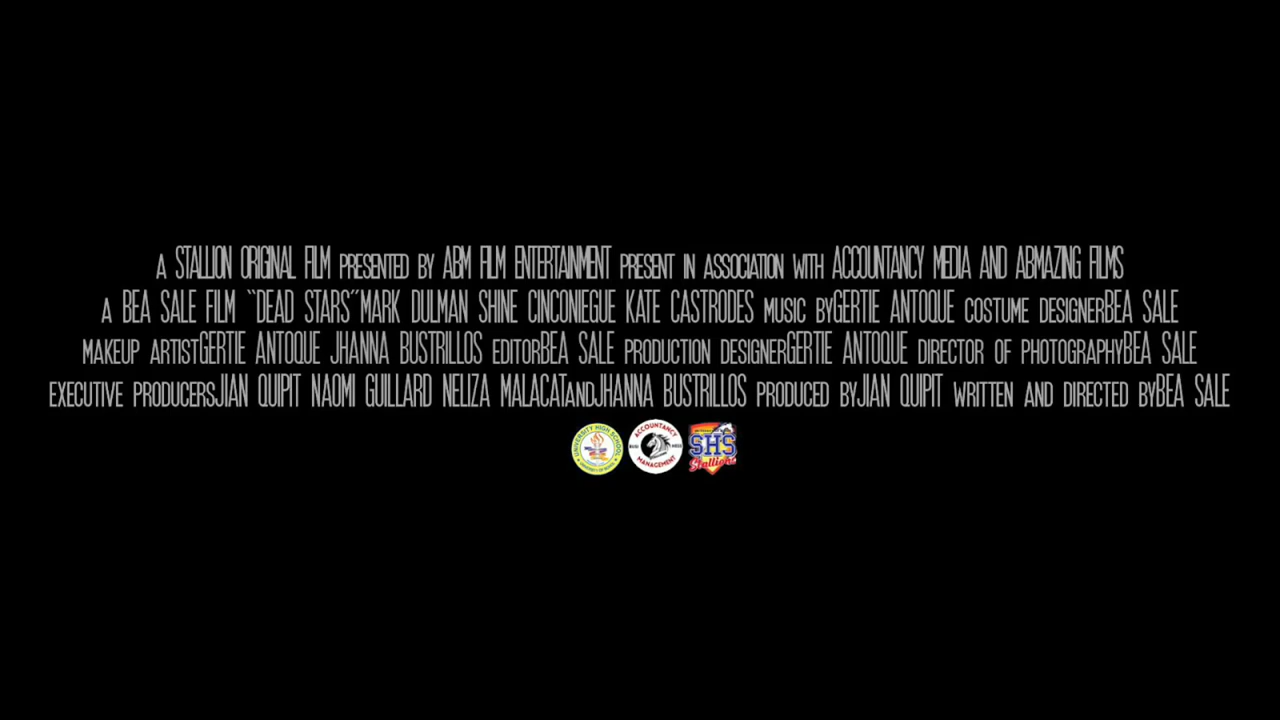 A STALLION ORIGINAL FILM PRESENTED BY ABM FILM ENTERTAINMENT PRESENT IN ASSOCIATION WITH ACCOUNTANCY MEDIA AND ABMAZING FILMS
A BEA SALE FILM "DEAD STARS"MARK DULMAN SHINE CINCONIEGUE KATE CASTRODES MUSIC BYGERTIE ANTOQUE COSTUME DESIGNERBEA SALE
MAKEUP ARTISTGERTIE ANTOQUE JHANNA BUSTRILLOS EDITORBEA SALE PRODUCTION DESIGNERGERTIE ANTOQUE DIRECTOR OF PHOTOGRAPHYBEA SALE
EXECUTIVE PRODUCERSJIAN QUIPIT NAOMI GUILLARD NELIZA MALACATANDJHANNA BUSTRILLOS PRODUCED BYJIAN QUIPIT WRITTEN AND DIRECTED BYBEA SALE
UNIVERSITY HIGH SCHOOL
ACCOUNTANCY
MANAGEMENT
SHS
Stallions